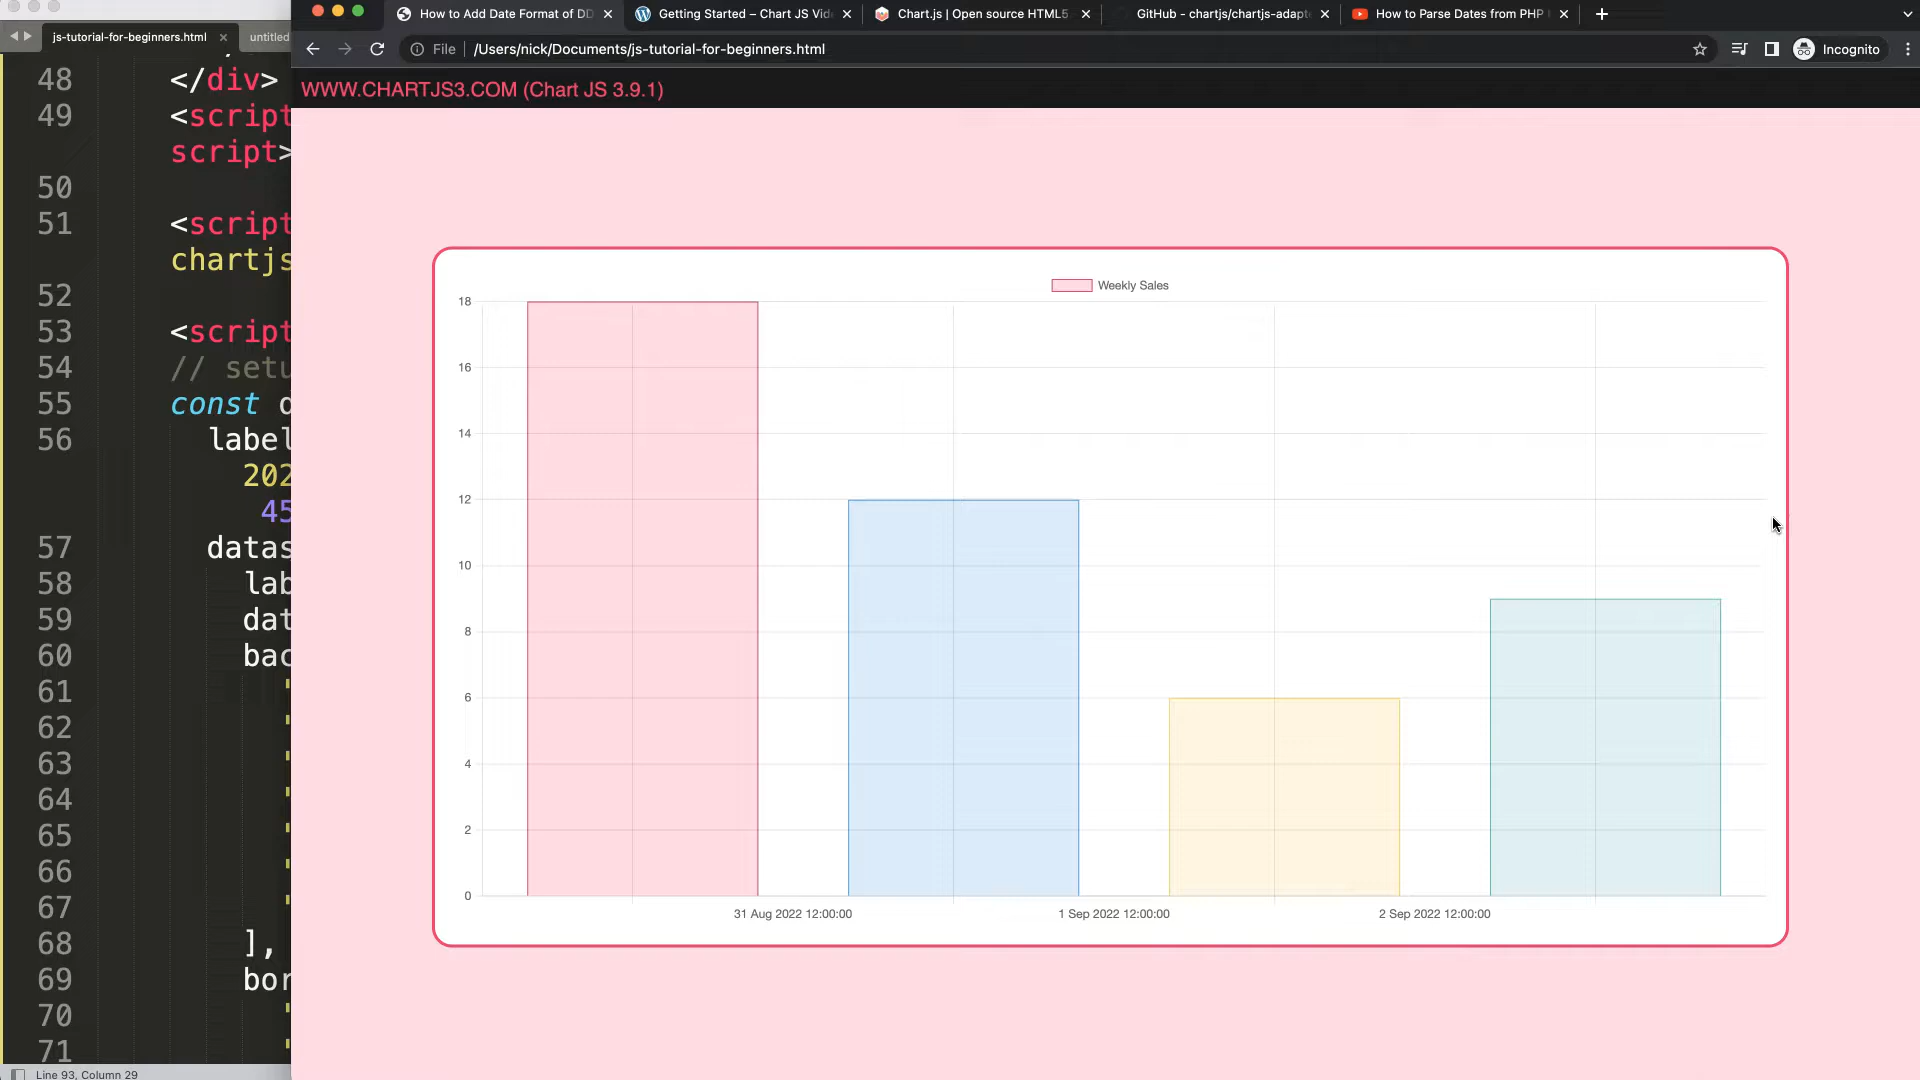 js-tutorial-for-beginners.html
untitled
48 </div>
49 <script
script>
50
51 <script
chartjs
52
53 <script
54 // setu
55 const d
56 label
202
45
57 datas
58 lab
59 dat
60 bac
61 '
62 '
63 '
64 '
65 '
66 '
67 '
68 ],
69 bor
70 '
71 '
Line 93, Column 29
How to Add Date Format of DD
Getting Started – Chart JS Vide
Chart.js | Open source HTML5
GitHub - chartjs/chartjs-adapt
How to Parse Dates from PHP
File /Users/nick/Documents/js-tutorial-for-beginners.html
Incognito
WWW.CHARTJS3.COM (Chart JS 3.9.1)
Weekly Sales
18
16
14
12
10
8
6
4
2
0
31 Aug 2022 12:00:00
1 Sep 2022 12:00:00
2 Sep 2022 12:00:00